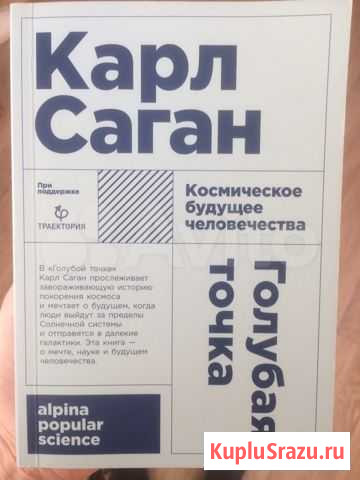 Карл
Саган
При
поддержке
ТРАЕКТОРИЯ
Космическое
будущее
человечества
В «Голубой точке»
Карл Саган прослеживает
завораживающую историю
покорения космоса
и мечтает о будущем, когда
люди выйдут за пределы
Солнечной системы
и отправятся в далекие
галактики. Эта книга —
о мечте, науке и будущем
человечества.
Голубая
точка
alpina
popular
science
Avito
KupluSrazu.ru